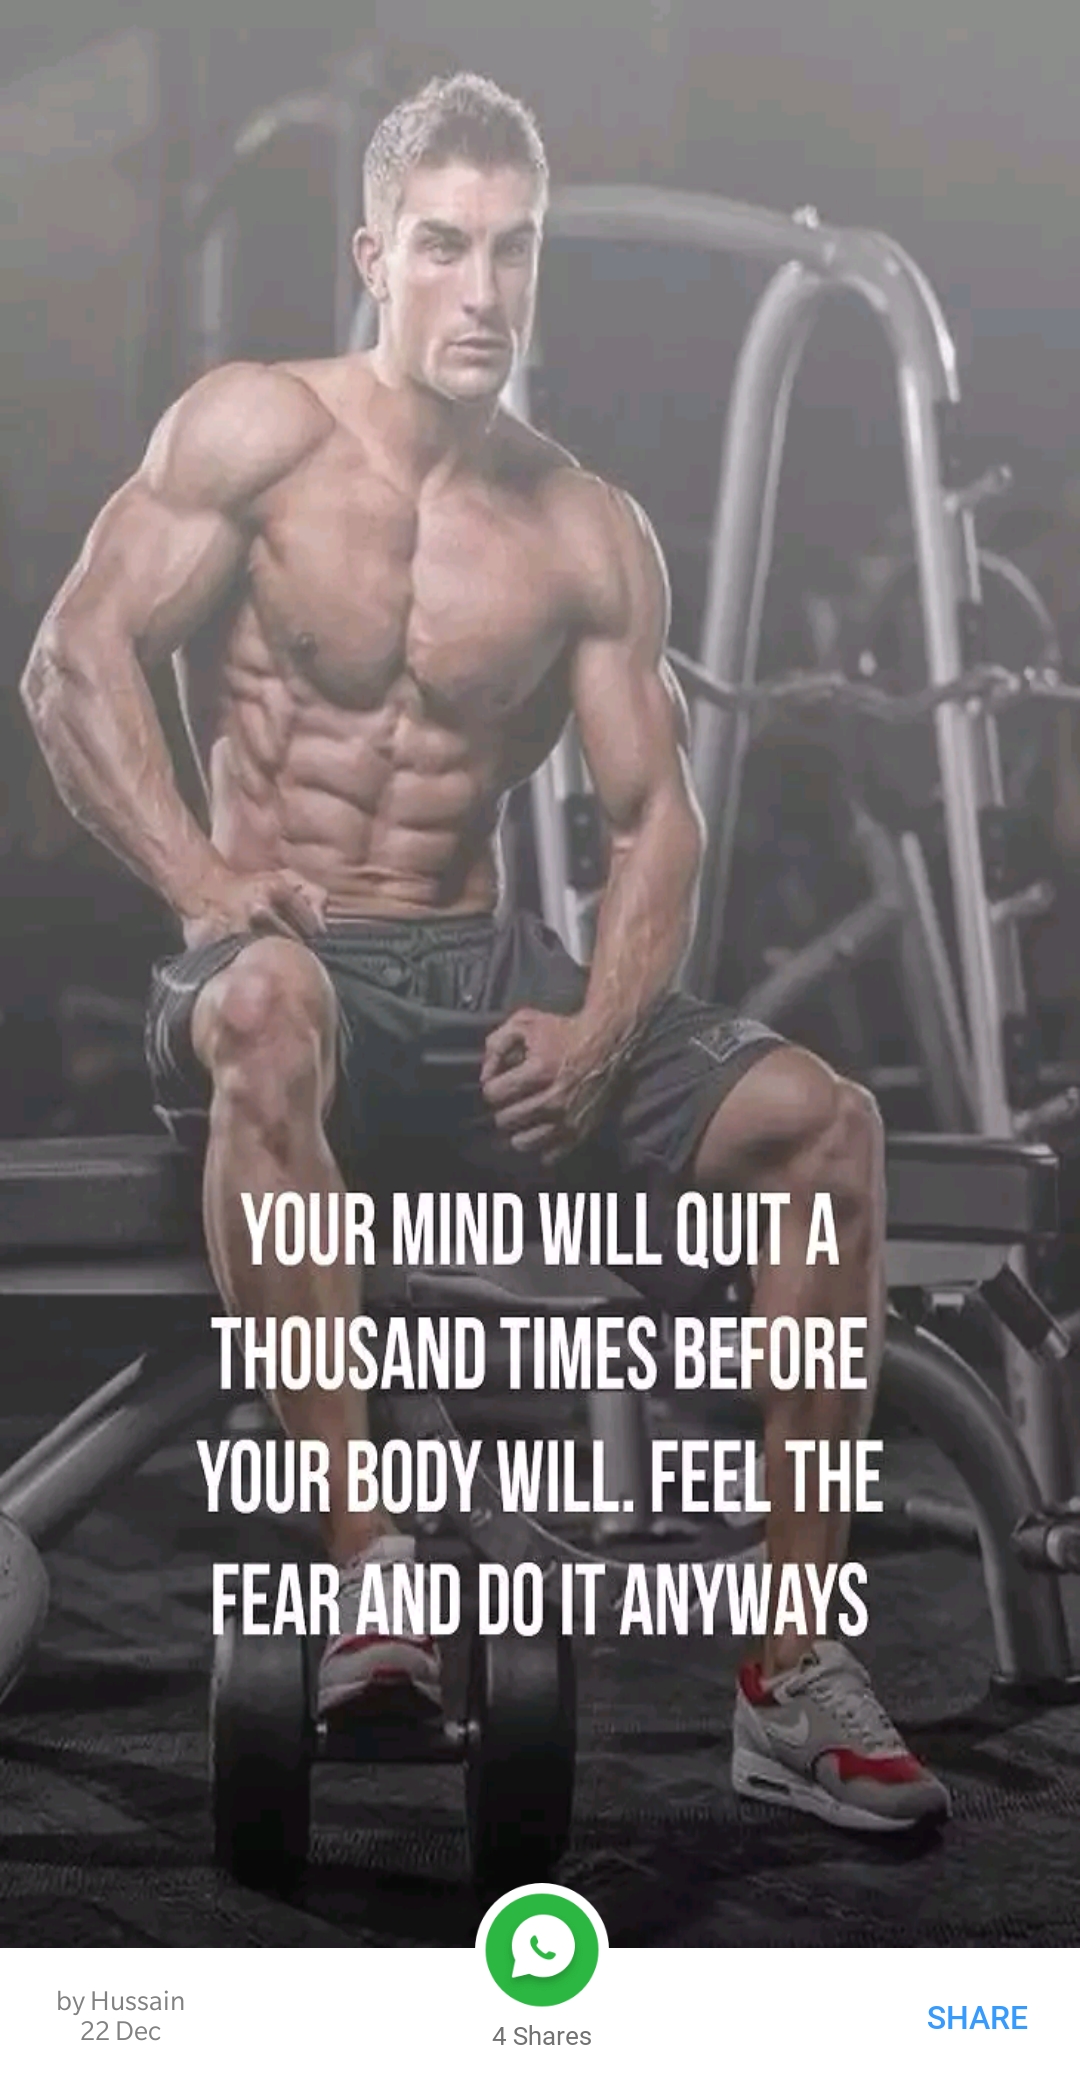 YOUR MIND WILL QUIT A
THOUSAND TIMES BEFORE
YOUR BODY WILL. FEEL THE
FEAR AND DO IT ANYWAYS
by Hussain
22 Dec
4 Shares
SHARE